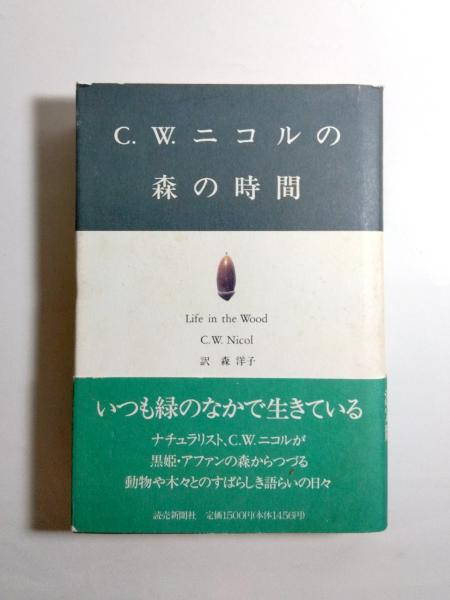 C. W. ニコルの
森の時間
Life in the Wood
C.W. Nicol
訳 森 洋子
いつも緑のなかで生きている
ナチュラリスト、C.W.ニコルが
黒姫・アファンの森からつづる
動物や木々とのすばらしき語らいの日々
読売新聞社 定価1500円(本体1456円)